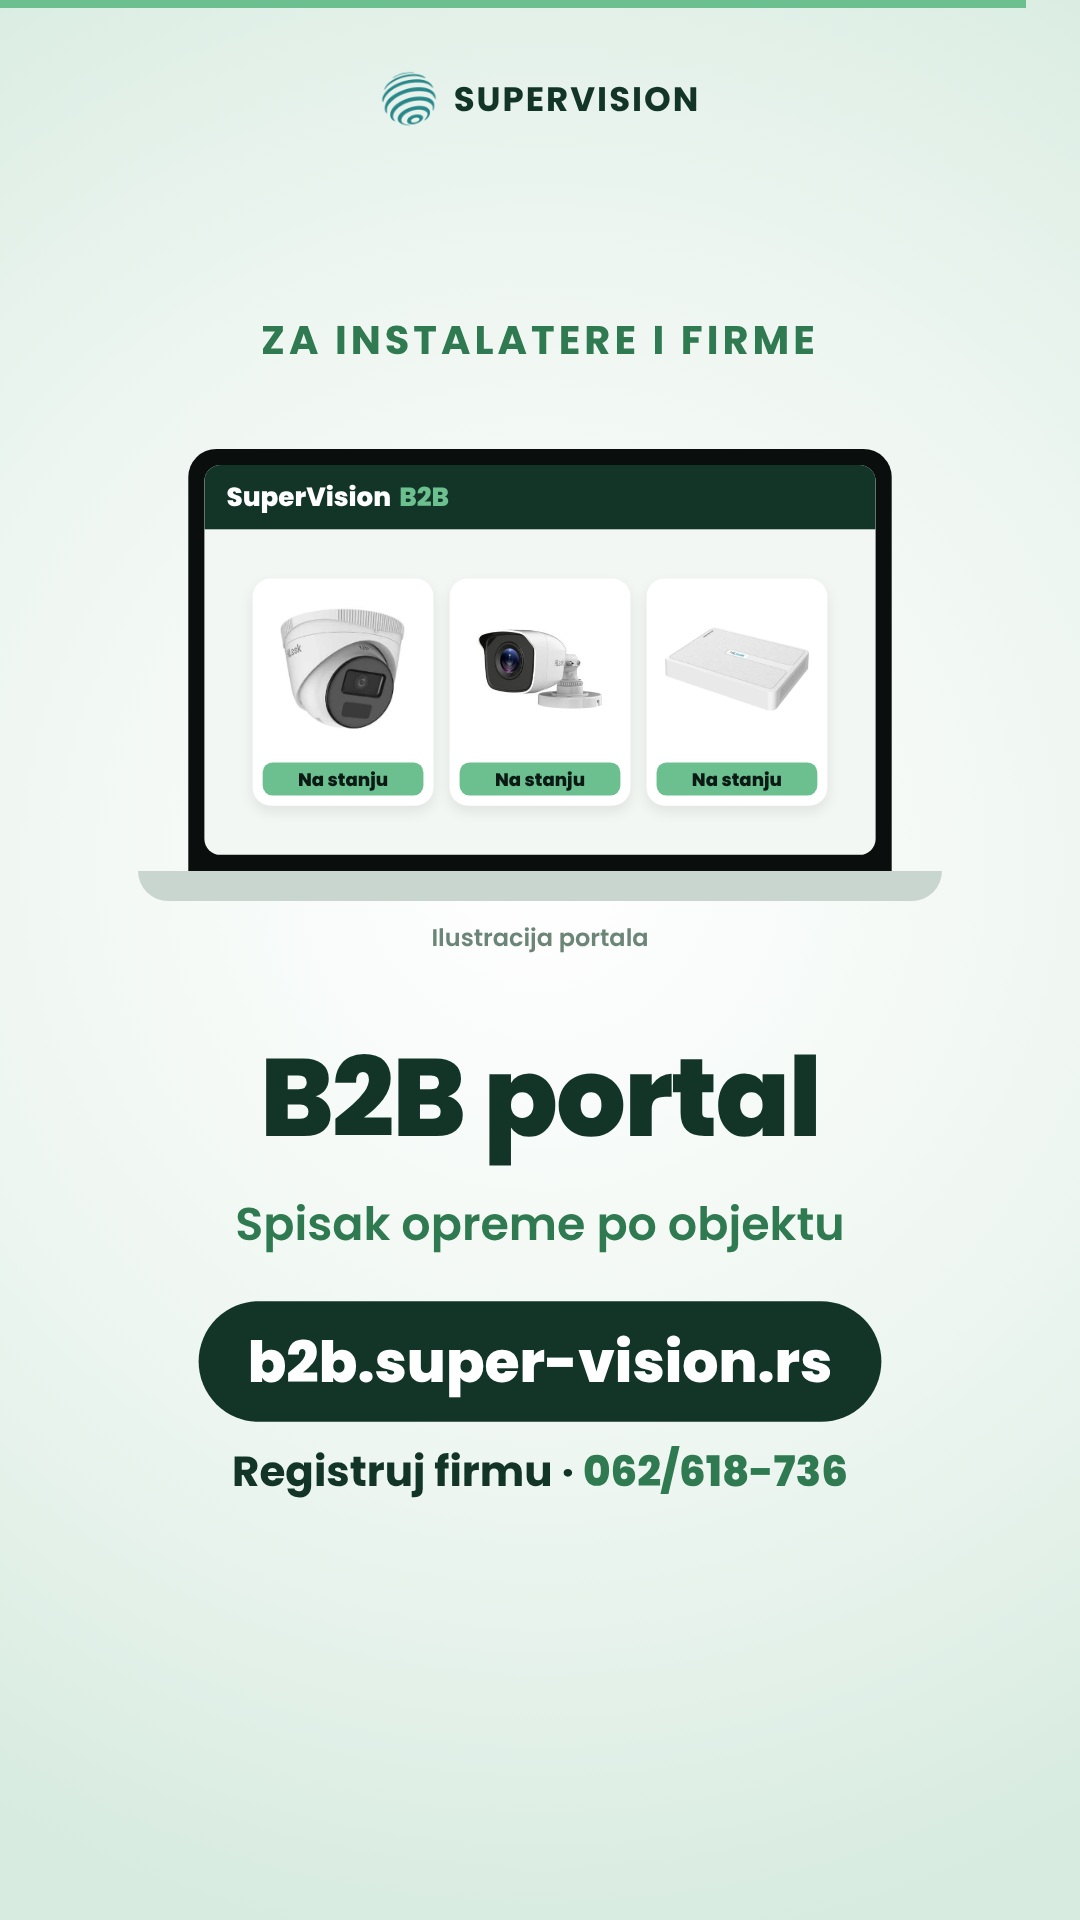 SUPERVISION
ZA INSTALATERE I FIRME
SuperVision B2B
Na stanju
Na stanju
Na stanju
Ilustracija portala
B2B portal
Spisak opreme po objektu
b2b.super-vision.rs
Registruj firmu · 062/618-736